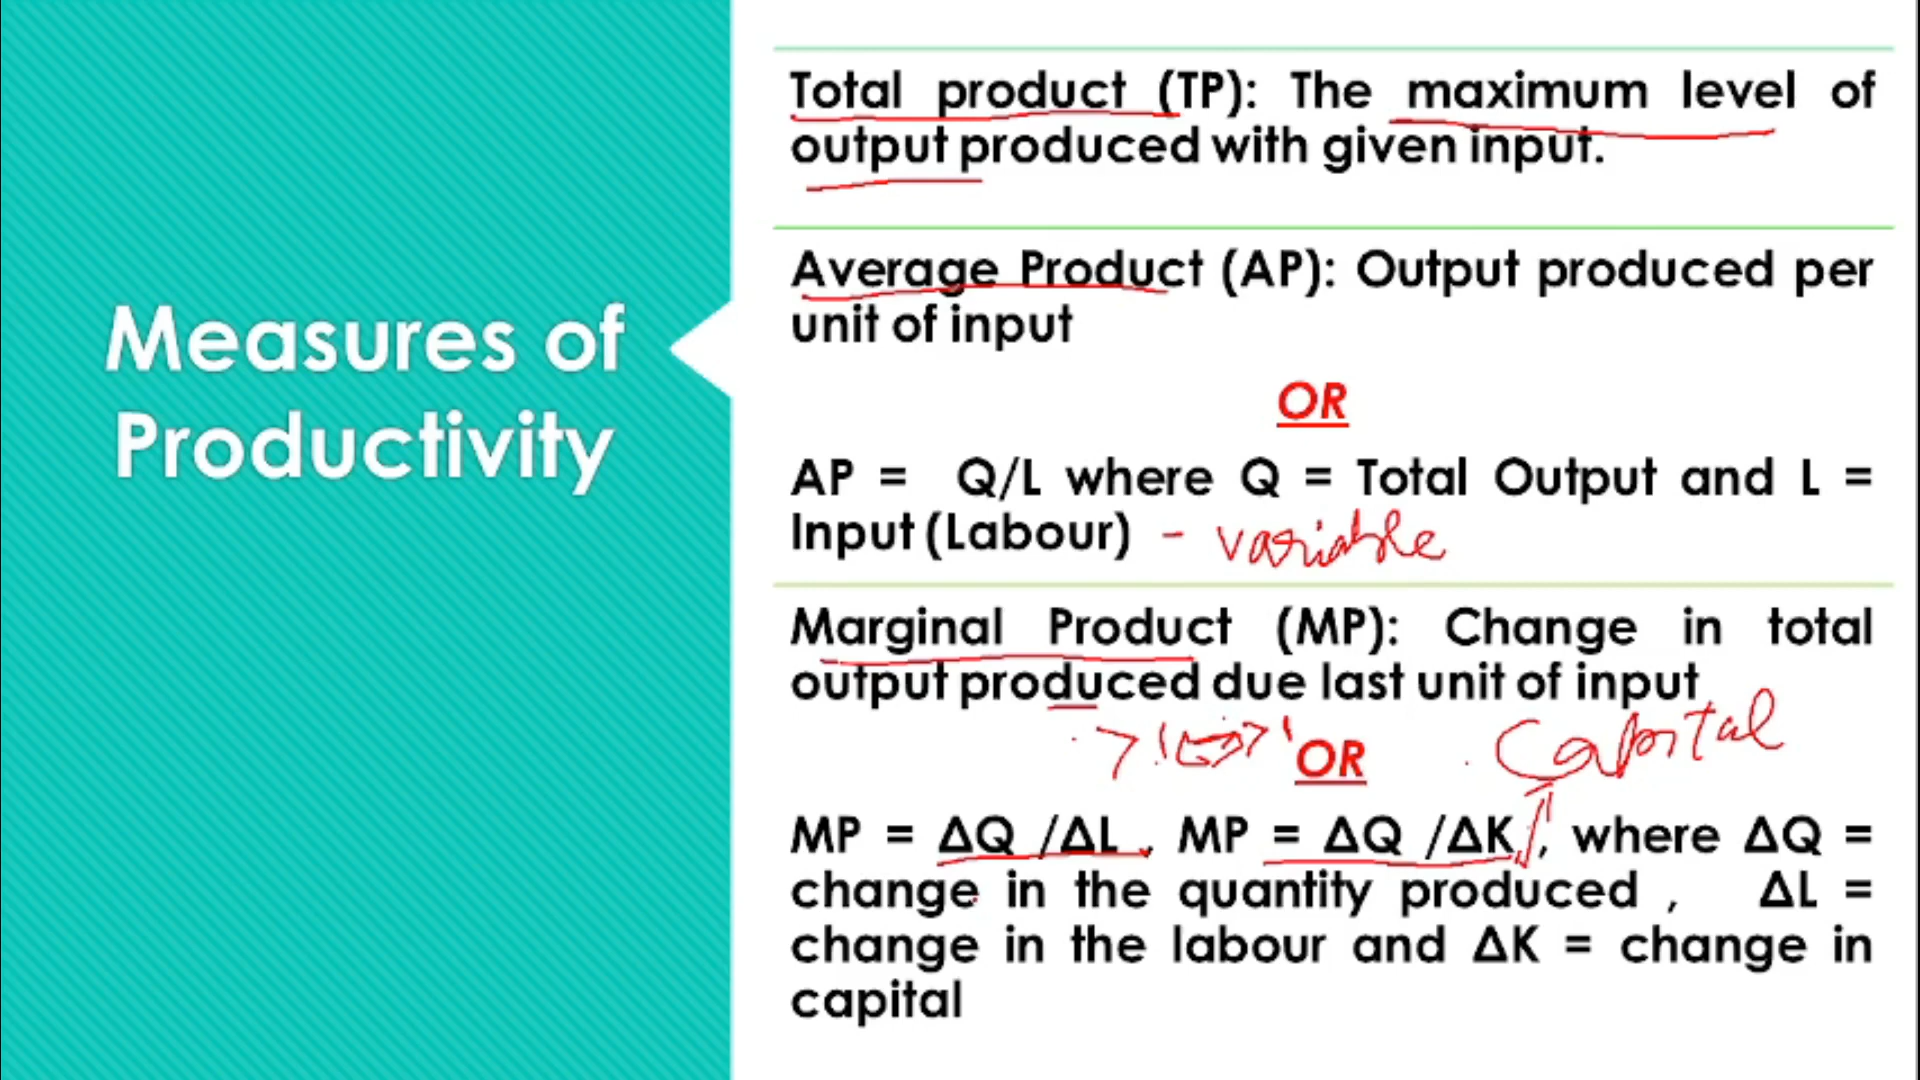 Measures of
Productivity
Total product (TP): The maximum level of
output produced with given input.
Average Product (AP): Output produced per
unit of input
OR
AP = Q/L where Q = Total Output and L =
Input (Labour) - variable
Marginal Product (MP): Change in total
output produced due last unit of input
OR Capital
MP = ΔQ /ΔL, MP = ΔQ /ΔK, where ΔQ =
change in the quantity produced , ΔL =
change in the labour and ΔK = change in
capital